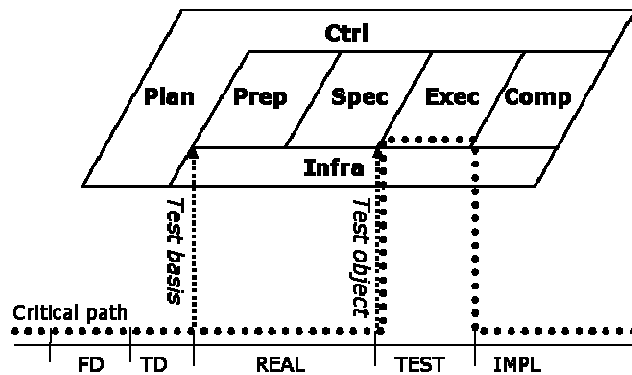 Ctrl
Plan Prep Spec Exec Comp
Infra
Test basis
Test object
Critical path
FD TD REAL TEST IMPL